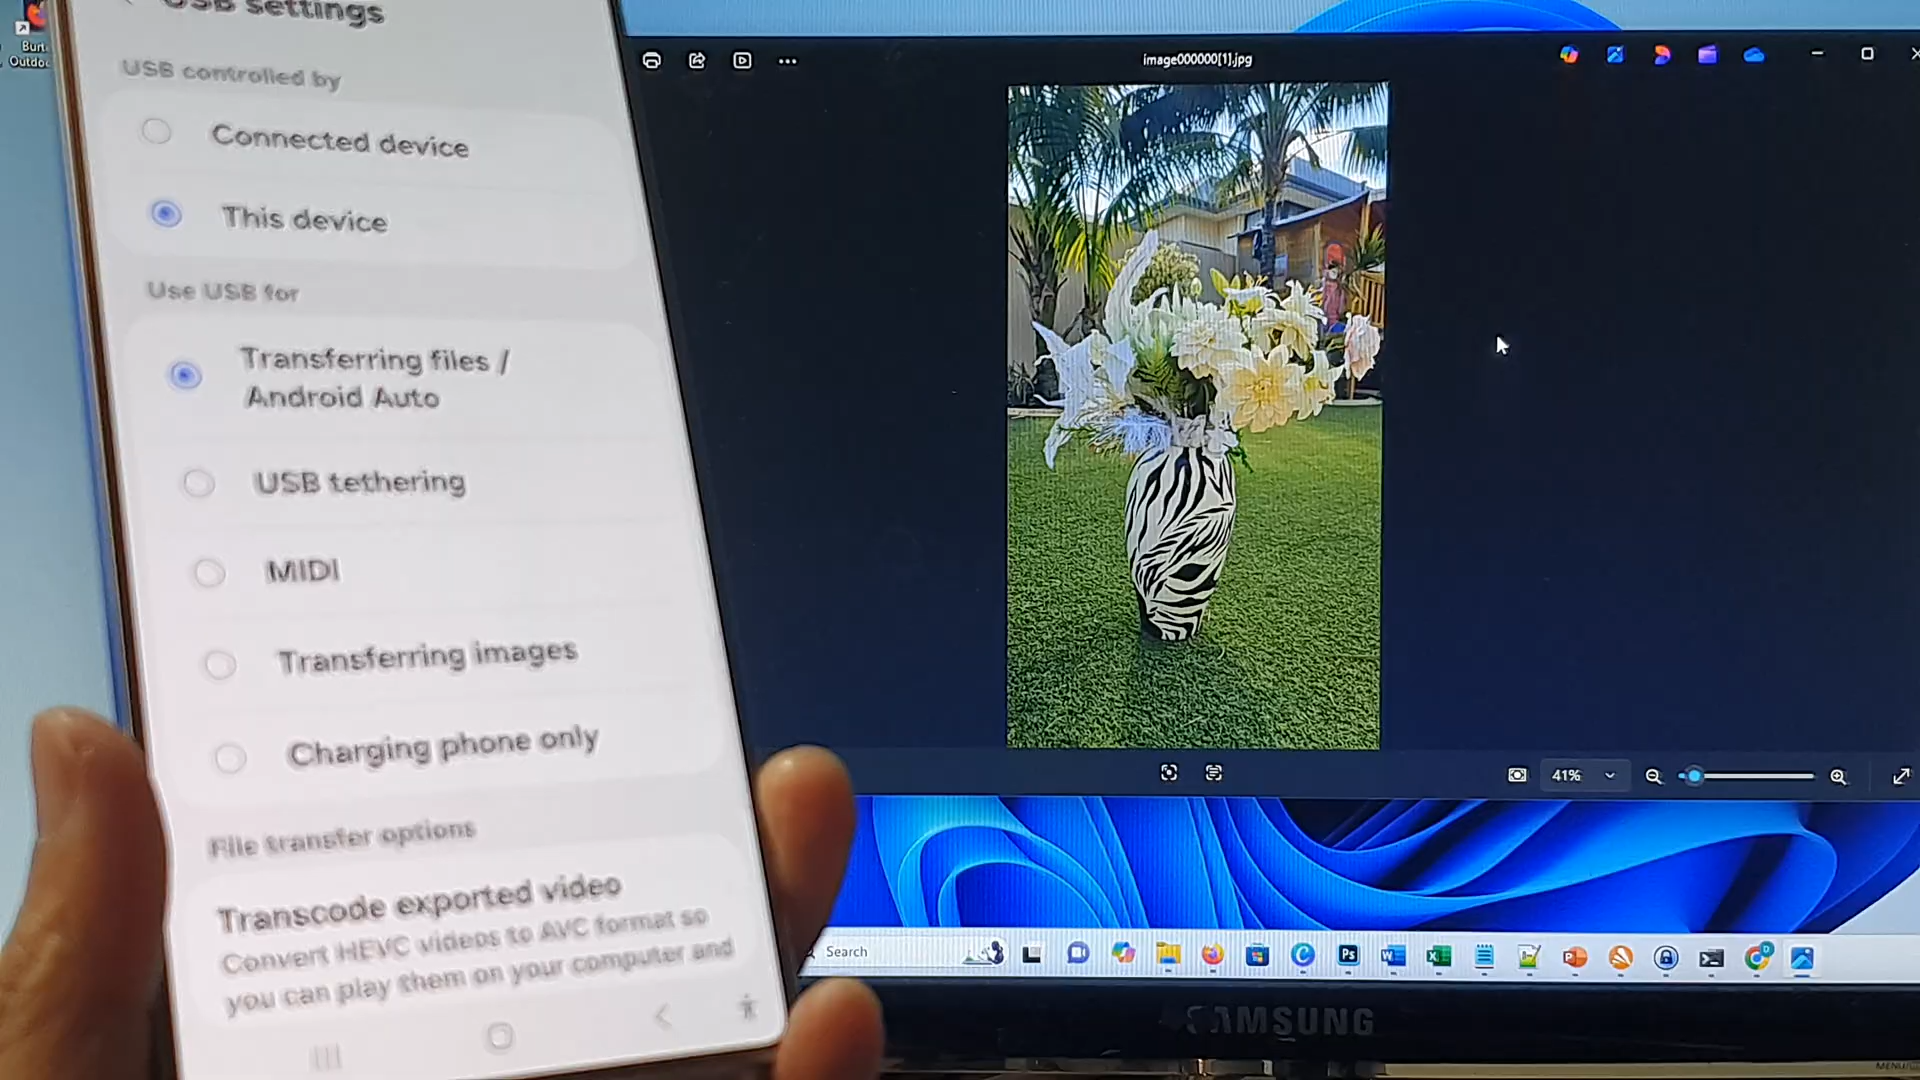 USB settings
USB controlled by
Connected device
This device
Use USB for
Transferring files /
Android Auto
USB tethering
MIDI
Transferring images
Charging phone only
File transfer options
Transcode exported video
Convert HEVC videos to AVC format so
you can play them on your computer and
image000000[1].jpg
41%
Search
SAMSUNG